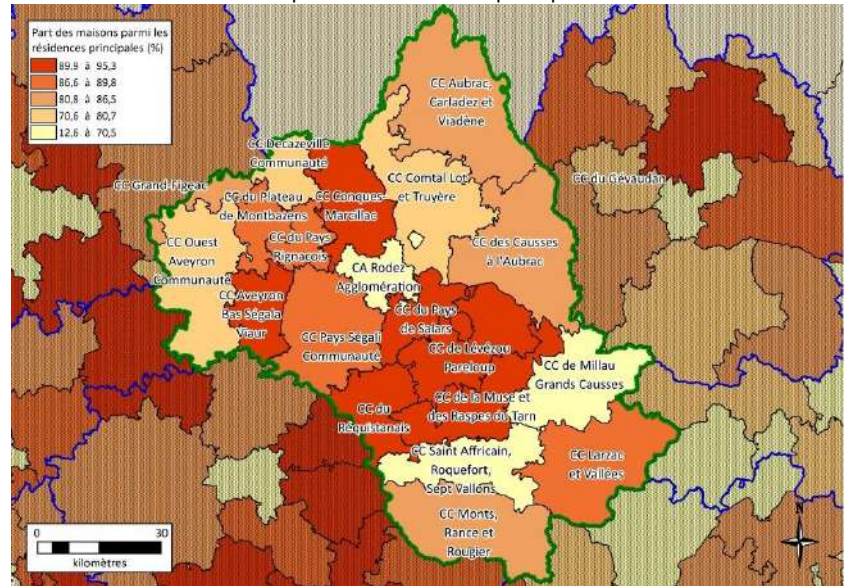 Part des maisons parmi les
résidences principales (%)
89,9 à 95,3
86,6 à 89,8
80,8 à 86,5
70,6 à 80,7
12,6 à 70,5
CC Aubrac,
Carladez et
Viadène
CC Decazeville
Communauté
CC Grand-Figeac
CC du Plateau
de Montbazens
CC Conques-
Marcillac
CC Comtal Lot
et Truyère
CC du Gévaudan
CC du Pays
Rignacois
CC Ouest
Aveyron
Communauté
CC des Causses
à l'Aubrac
CA Rodez
Agglomération
CC Aveyron
Bas Ségala
Viaur
CC du Pays
de Salars
CC Pays Ségali
Communauté
CC de Lévézou
Pareloup
CC de Millau
Grands Causses
CC de la Muse et
des Raspes du Tarn
CC du
Réquistanais
CC Saint Affricain,
Roquefort,
Sept Vallons
CC Larzac
et Vallées
CC Monts,
Rance et
Rougier
0 30
kilomètres
N